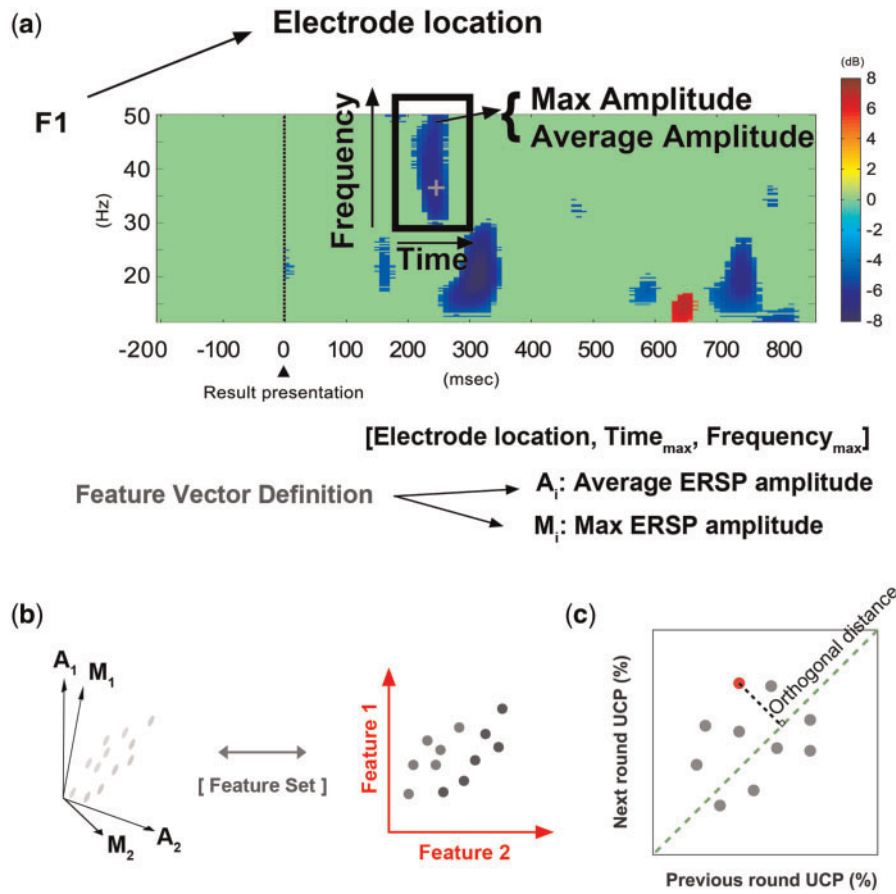 (a)
Electrode location
F1
Frequency
Time
Max Amplitude
Average Amplitude
(dB)
8
6
4
2
0
-2
-4
-6
-8
50
40
30
20
(Hz)
-200 -100 0 100 200 300 400 500 600 700 800
Result presentation
(msec)
[Electrode location, Timemax, Frequencymax]
Feature Vector Definition
Ai: Average ERSP amplitude
Mi: Max ERSP amplitude
(b)
A1
M1
M2
A2
[ Feature Set ]
Feature 1
Feature 2
(c)
Next round UCP (%)
Orthogonal distance
Previous round UCP (%)